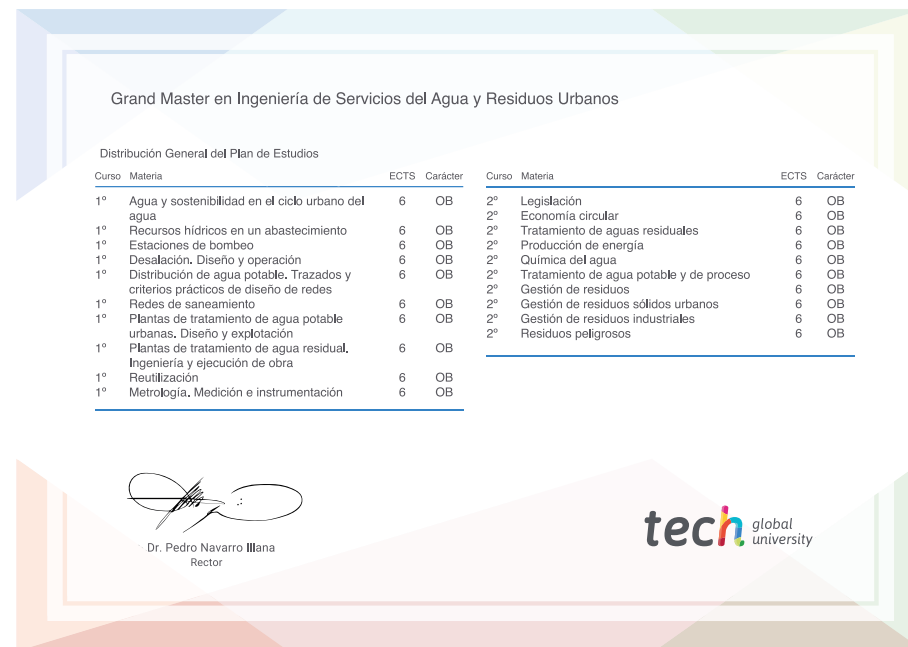 Grand Master en Ingeniería de Servicios del Agua y Residuos Urbanos
Distribución General del Plan de Estudios
Curso Materia ECTS Carácter
1º Agua y sostenibilidad en el ciclo urbano del 6 OB
agua
1º Recursos hídricos en un abastecimiento 6 OB
1º Estaciones de bombeo 6 OB
1º Desalación. Diseño y operación 6 OB
1º Distribución de agua potable. Trazados y 6 OB
criterios prácticos de diseño de redes
1º Redes de saneamiento 6 OB
1º Plantas de tratamiento de agua potable 6 OB
urbanas. Diseño y explotación
1º Plantas de tratamiento de agua residual. 6 OB
Ingeniería y ejecución de obra
1º Reutilización 6 OB
1º Metrología. Medición e instrumentación 6 OB
Curso Materia ECTS Carácter
2º Legislación 6 OB
2º Economía circular 6 OB
2º Tratamiento de aguas residuales 6 OB
2º Producción de energía 6 OB
2º Química del agua 6 OB
2º Tratamiento de agua potable y de proceso 6 OB
2º Gestión de residuos 6 OB
2º Gestión de residuos sólidos urbanos 6 OB
2º Gestión de residuos industriales 6 OB
2º Residuos peligrosos 6 OB
Dr. Pedro Navarro Illana
Rector
tech global
university